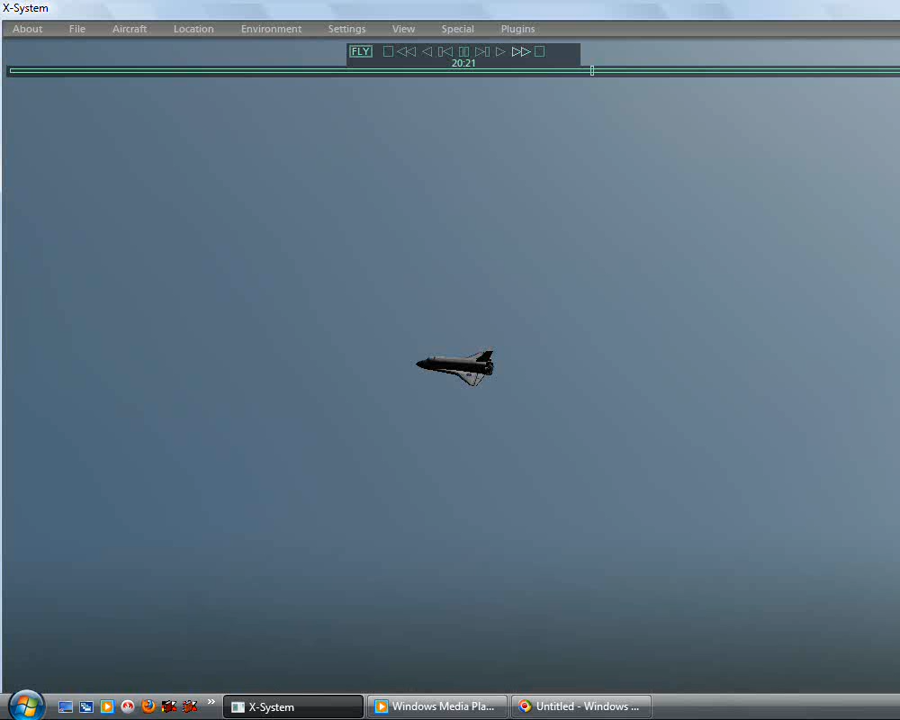 X-System
About File Aircraft Location Environment Settings View Special Plugins
FLY
20:21
X-System Windows Media Pla... Untitled - Windows ...